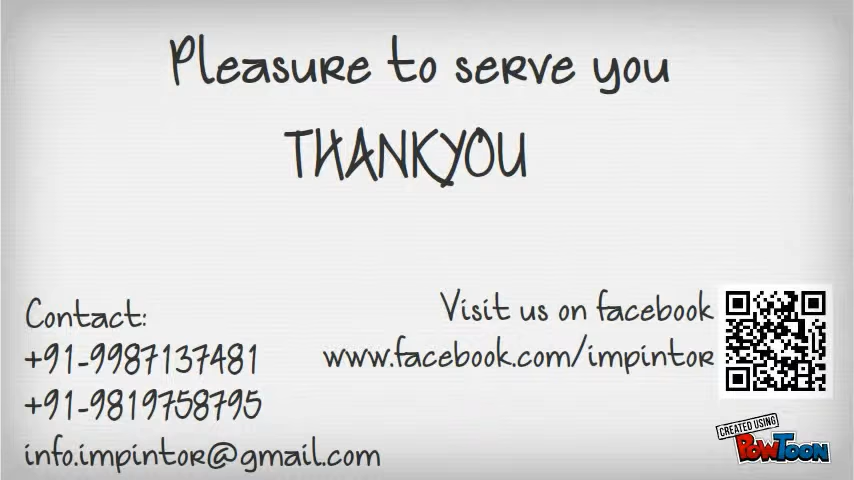 Pleasure to serve you
THANKYOU
Contact:
+91-9987137481
+91-9819758795
info.impintor@gmail.com
Visit us on facebook
www.facebook.com/impintor
CREATED USING
POWTOON